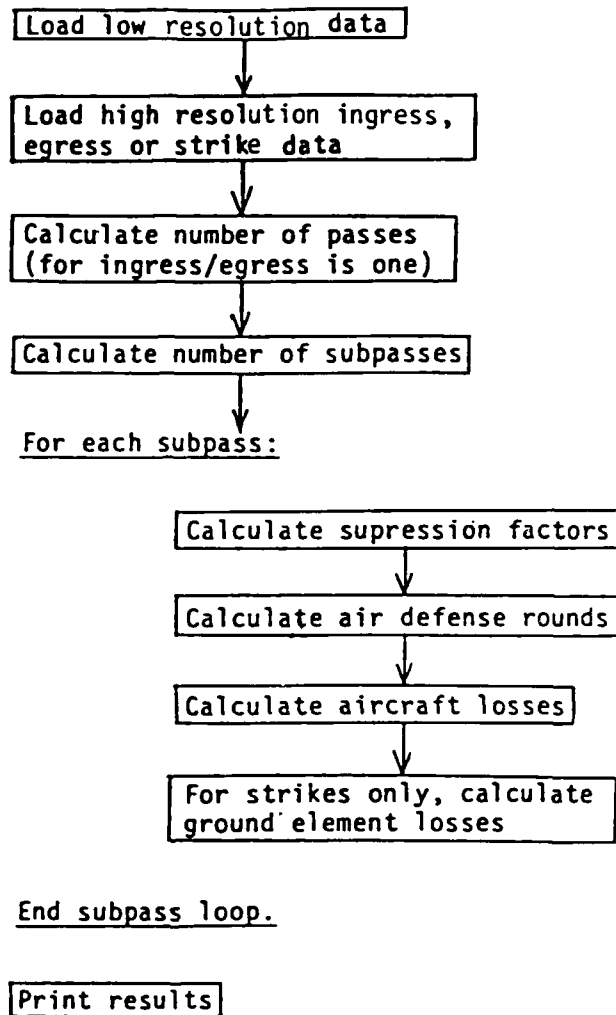 Load low resolution data
Load high resolution ingress,
egress or strike data
Calculate number of passes
(for ingress/egress is one)
Calculate number of subpasses
For each subpass:
Calculate supression factors
Calculate air defense rounds
Calculate aircraft losses
For strikes only, calculate
ground element losses
End subpass loop.
Print results